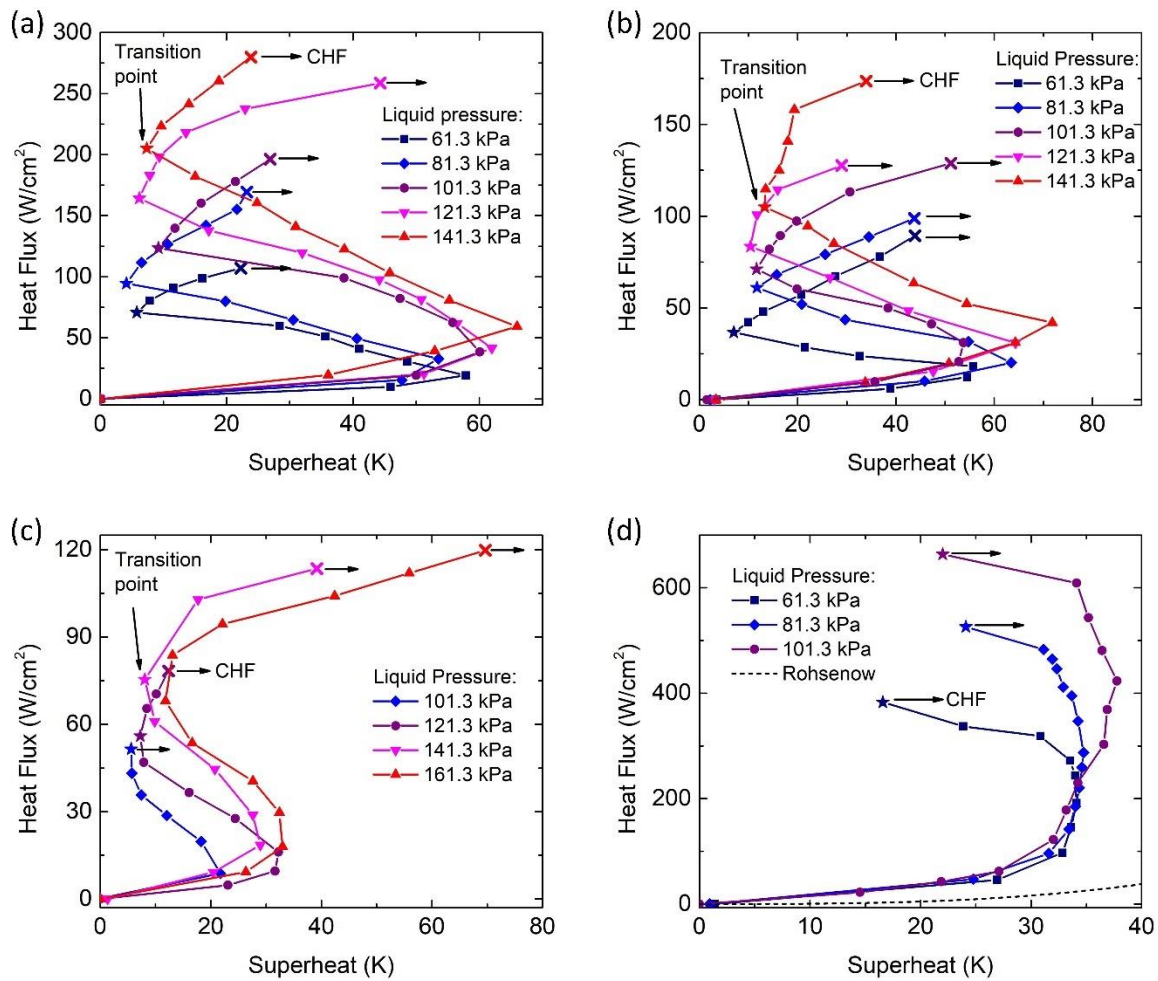 (a)
300
250
200
150
100
50
0
Heat Flux (W/cm²)
Transition
point
CHF
Liquid pressure:
61.3 kPa
81.3 kPa
101.3 kPa
121.3 kPa
141.3 kPa
0 20 40 60 80
Superheat (K)
(b)
200
150
100
50
0
Heat Flux (W/cm²)
Transition
point
CHF
Liquid Pressure:
61.3 kPa
81.3 kPa
101.3 kPa
121.3 kPa
141.3 kPa
0 20 40 60 80
Superheat (K)
(c)
120
90
60
30
0
Heat Flux (W/cm²)
Transition
point
CHF
Liquid Pressure:
101.3 kPa
121.3 kPa
141.3 kPa
161.3 kPa
0 20 40 60 80
Superheat (K)
(d)
600
400
200
0
Heat Flux (W/cm²)
Liquid Pressure:
61.3 kPa
81.3 kPa
101.3 kPa
Rohsenow
CHF
0 10 20 30 40
Superheat (K)